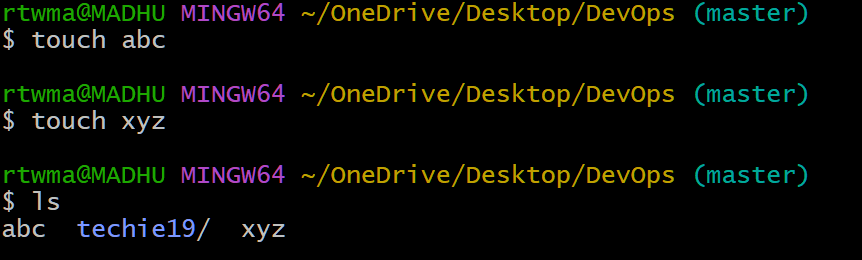 rtwma@MADHU MINGW64 ~/OneDrive/Desktop/DevOps (master)
$ touch abc
rtwma@MADHU MINGW64 ~/OneDrive/Desktop/DevOps (master)
$ touch xyz
rtwma@MADHU MINGW64 ~/OneDrive/Desktop/DevOps (master)
$ ls
abc  techie19/  xyz